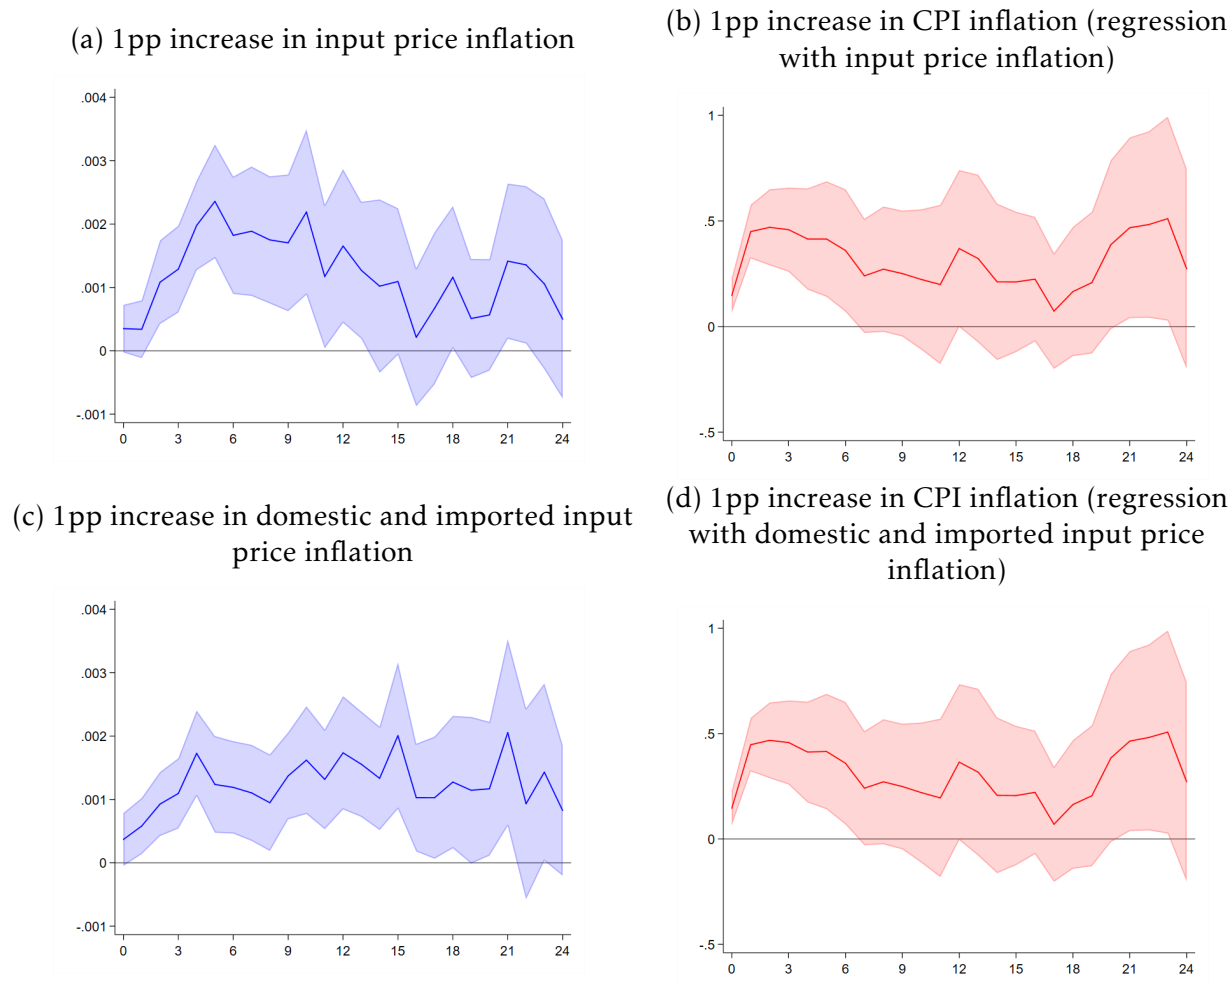 (a) 1pp increase in input price inflation
.004
.003
.002
.001
0
-.001
0 3 6 9 12 15 18 21 24
(b) 1pp increase in CPI inflation (regression
with input price inflation)
1
.5
0
-.5
0 3 6 9 12 15 18 21 24
(c) 1pp increase in domestic and imported input
price inflation
.004
.003
.002
.001
0
-.001
0 3 6 9 12 15 18 21 24
(d) 1pp increase in CPI inflation (regression
with domestic and imported input price
inflation)
1
.5
0
-.5
0 3 6 9 12 15 18 21 24